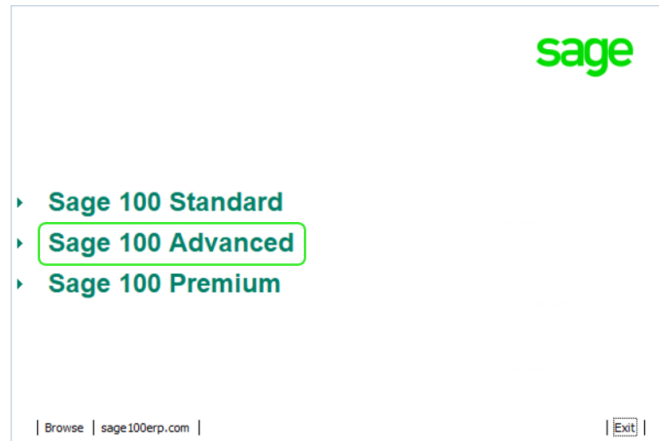 sage
Sage 100 Standard
Sage 100 Advanced
Sage 100 Premium
| Browse | sage100erp.com | | Exit |